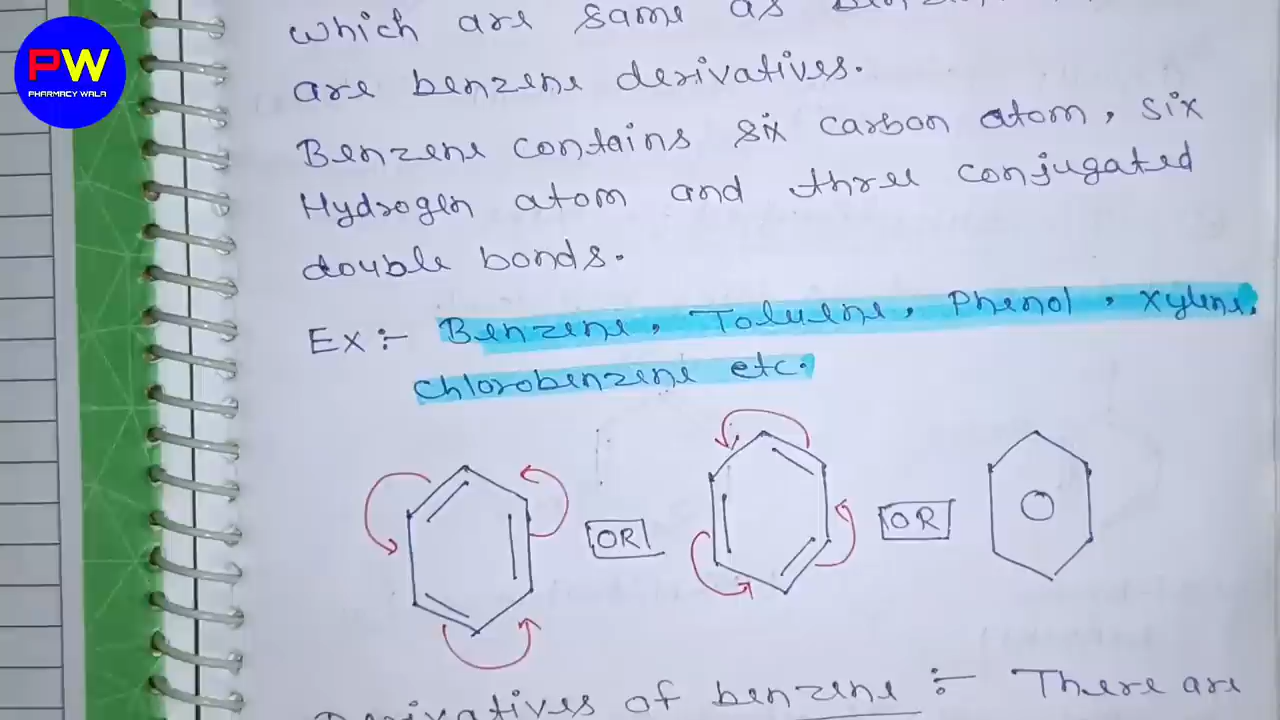 PW
PHARMACY WALA
which are same as
are benzene derivatives.
Benzene contains six carbon atom, six
Hydrogen atom and three conjugated
double bonds.
Ex :- Benzene, Toluene, Phenol, Xylene,
chlorobenzene etc.
OR
OR
Derivatives of benzene :- There are